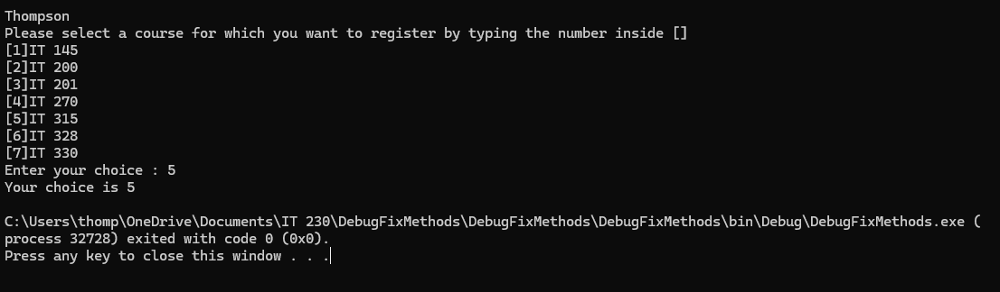 Thompson
Please select a course for which you want to register by typing the number inside []
[1]IT 145
[2]IT 200
[3]IT 201
[4]IT 270
[5]IT 315
[6]IT 328
[7]IT 330
Enter your choice : 5
Your choice is 5
C:\Users\thomp\OneDrive\Documents\IT 230\DebugFixMethods\DebugFixMethods\DebugFixMethods\bin\Debug\DebugFixMethods.exe (
process 32728) exited with code 0 (0x0).
Press any key to close this window . . .